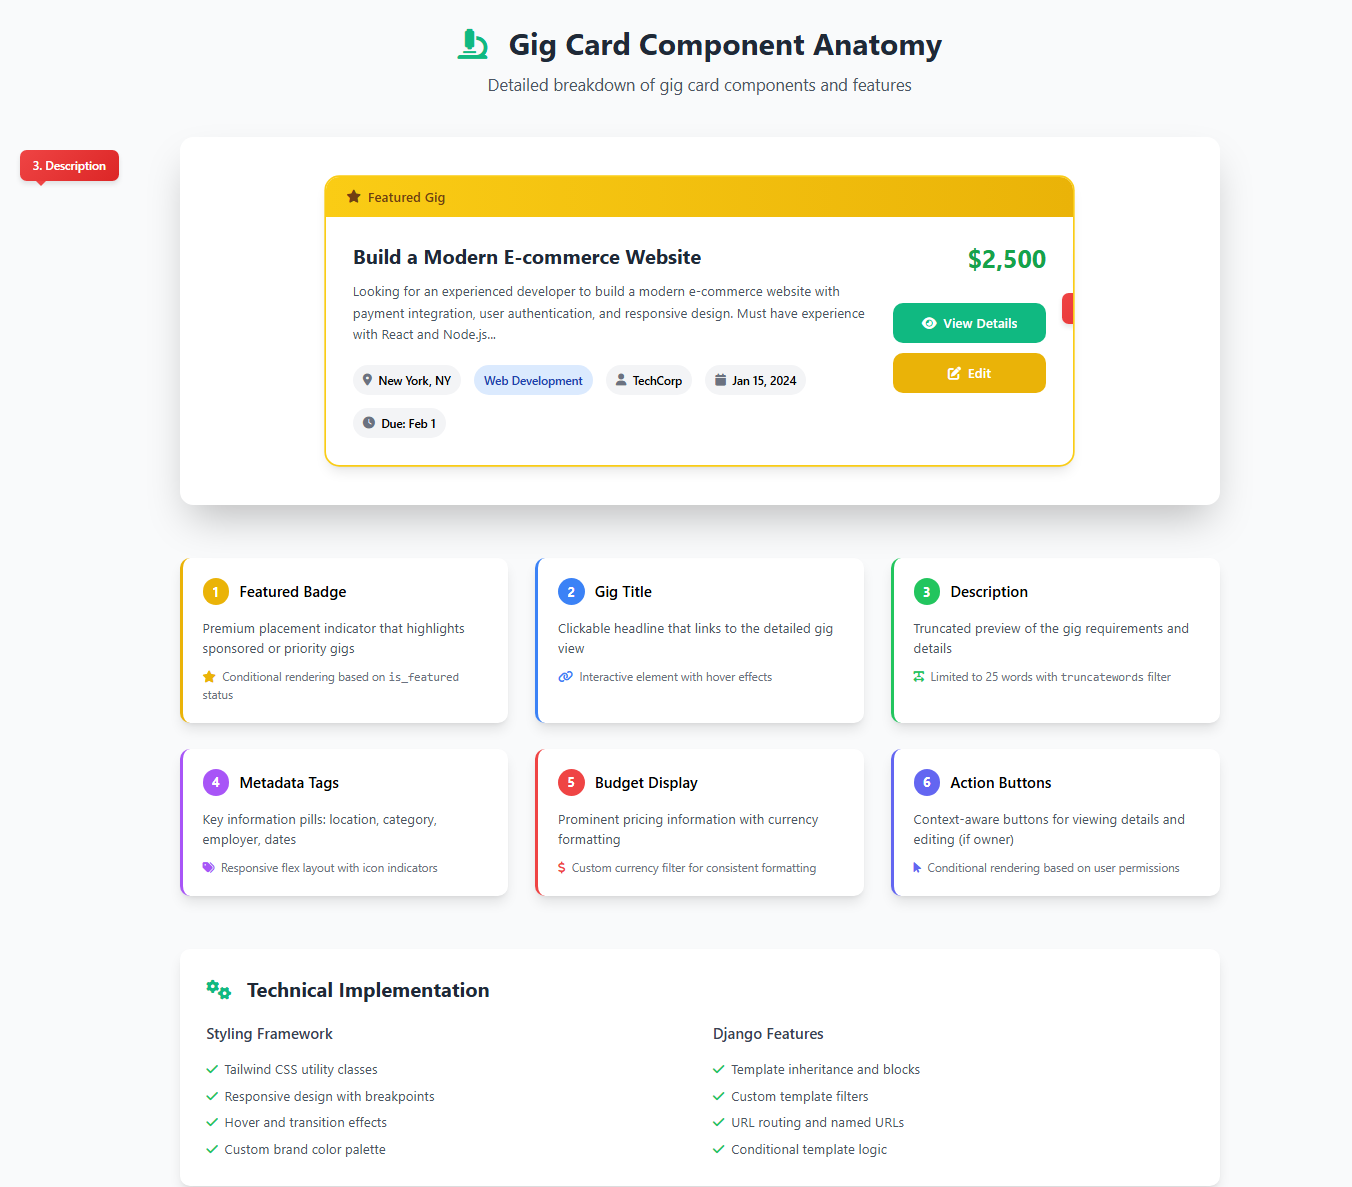 Gig Card Component Anatomy
Detailed breakdown of gig card components and features
3. Description
Featured Gig
Build a Modern E-commerce Website
$2,500
Looking for an experienced developer to build a modern e-commerce website with
payment integration, user authentication, and responsive design. Must have experience
with React and Node.js...
View Details
Edit
New York, NY
Web Development
TechCorp
Jan 15, 2024
Due: Feb 1
1
Featured Badge
Premium placement indicator that highlights
sponsored or priority gigs
Conditional rendering based on is_featured
status
2
Gig Title
Clickable headline that links to the detailed gig
view
Interactive element with hover effects
3
Description
Truncated preview of the gig requirements and
details
Limited to 25 words with truncatewords filter
4
Metadata Tags
Key information pills: location, category,
employer, dates
Responsive flex layout with icon indicators
5
Budget Display
Prominent pricing information with currency
formatting
Custom currency filter for consistent formatting
6
Action Buttons
Context-aware buttons for viewing details and
editing (if owner)
Conditional rendering based on user permissions
Technical Implementation
Styling Framework
Tailwind CSS utility classes
Responsive design with breakpoints
Hover and transition effects
Custom brand color palette
Django Features
Template inheritance and blocks
Custom template filters
URL routing and named URLs
Conditional template logic